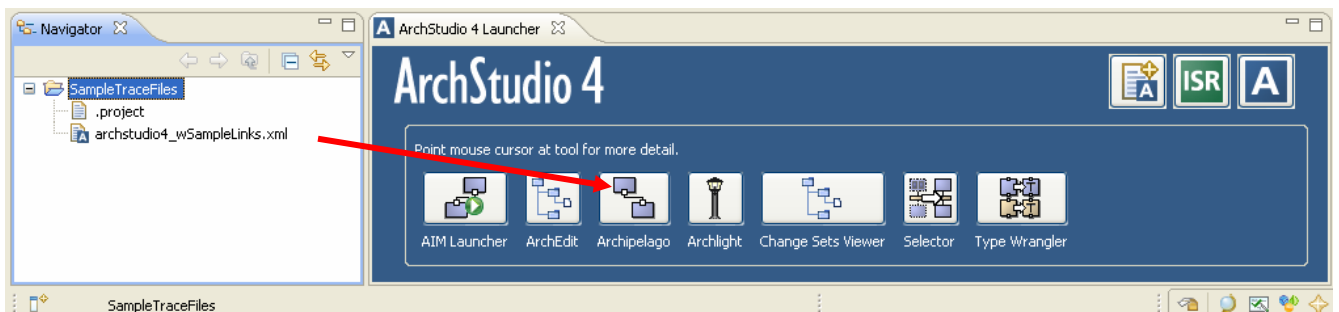 Navigator
SampleTraceFiles
.project
archstudio4_wSampleLinks.xml
A ArchStudio 4 Launcher
ArchStudio 4
A
ISR
A
Point mouse cursor at tool for more detail.
AIM Launcher ArchEdit Archipelago Archlight Change Sets Viewer Selector Type Wrangler
SampleTraceFiles